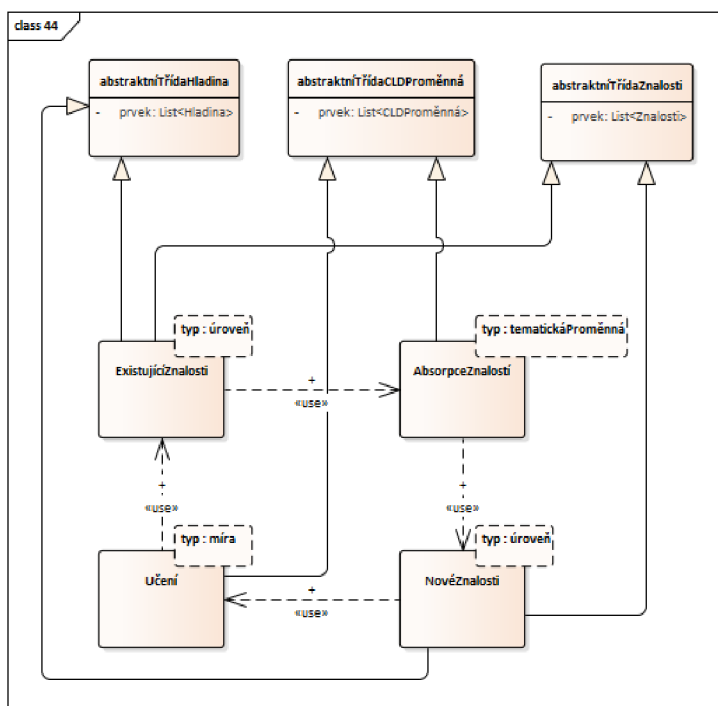 class 44
abstraktníTřídaHladina
- prvek: List<Hladina>
abstraktníTřídaCLDProměnná
- prvek: List<CLDProměnná>
abstraktníTřídaZnalosti
- prvek: List<Znalosti>
typ : úroveň
ExistujícíZnalosti
typ : tematickáProměnná
AbsorpceZnalostí
+
«use»
+
«use»
+
«use»
typ : míra
Učení
typ : úroveň
NovéZnalosti
+
«use»